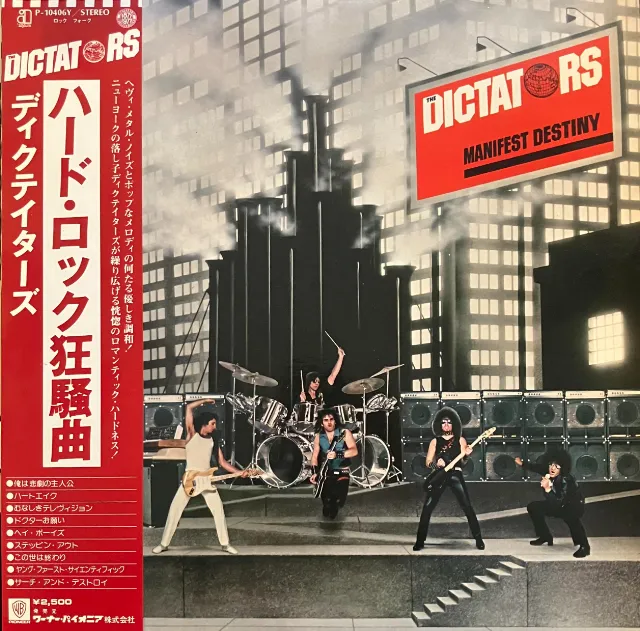 P-10406Y/STEREO
ロック フォーク
THE DICTATORS
ハード・ロック狂騒曲
ディクテイターズ
ヘヴィ・メタル・ノイズとポップなメロディの何たる優しき調和!
ニューヨークの落し子ディクテイターズが繰り広げる恍惚のロマンティック・ハードネス!
●俺は悲劇の主人公
●ハートエイク
●むなしきテレヴィジョン
●ドクターお願い
●ヘイ・ボーイズ
●ステッピン・アウト
●この世は終わり
●ヤング・ファースト・サイエンティフィック
●サーチ・アンド・デストロイ
¥2,500
発売元
ワーナー・パイオニア株式会社
THE DICTATORS
MANIFEST DESTINY